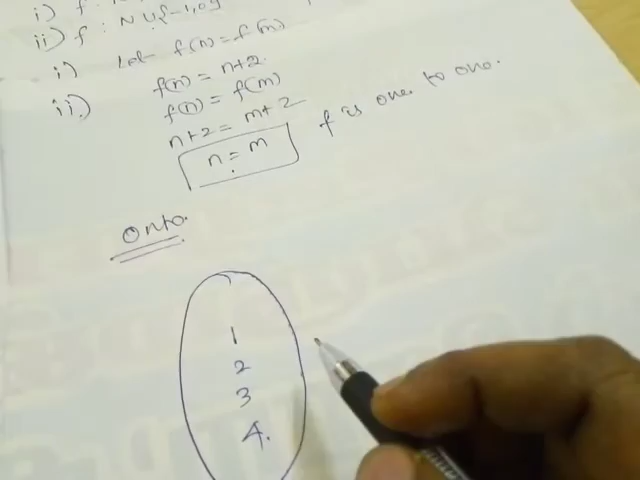 i) f :
ii) f : N ∪ {-1, 0}
i) Let f(n) = f(m)
ii.) f(n) = n+2.
f(n) = f(m)
n+2 = m+2
n = m f is one to one.
Onto.
1
2
3
4.